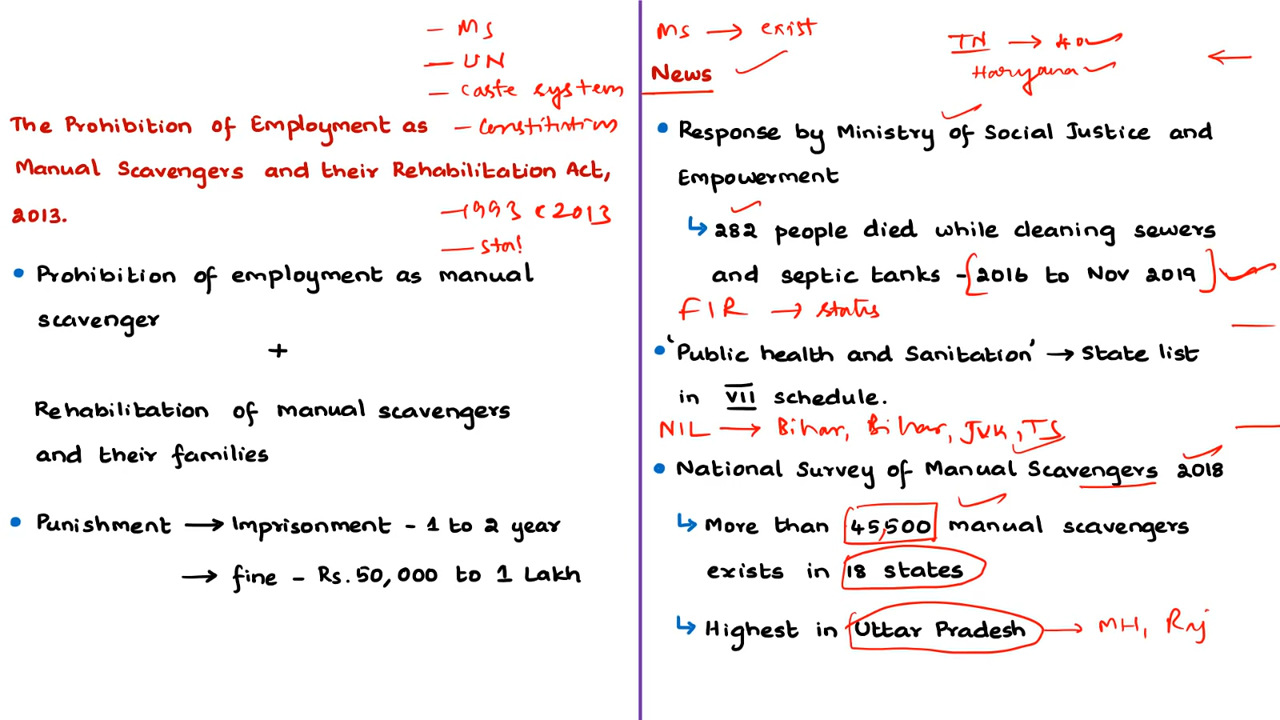 - MS
- UN
- caste system
The Prohibition of Employment as - Constitution
Manual Scavengers and their Rehabilitation Act,
2013. - 1993 < 2013
- Stal
• Prohibition of employment as manual
scavenger
+
Rehabilitation of manual scavengers
and their families
• Punishment → Imprisonment - 1 to 2 year
→ fine - Rs. 50,000 to 1 Lakh
MS → exist
TN → 40
Haryana
News
• Response by Ministry of Social Justice and
Empowerment
↳ 282 people died while cleaning sewers
and septic tanks - [2016 to Nov 2019]
FIR → states
• 'Public health and Sanitation' → State list
in VII schedule.
NIL → Bihar, Bihar, J&K, TS
• National Survey of Manual Scavengers 2018
↳ More than 45,500 manual scavengers
exists in 18 states
↳ Highest in Uttar Pradesh → MH, Raj